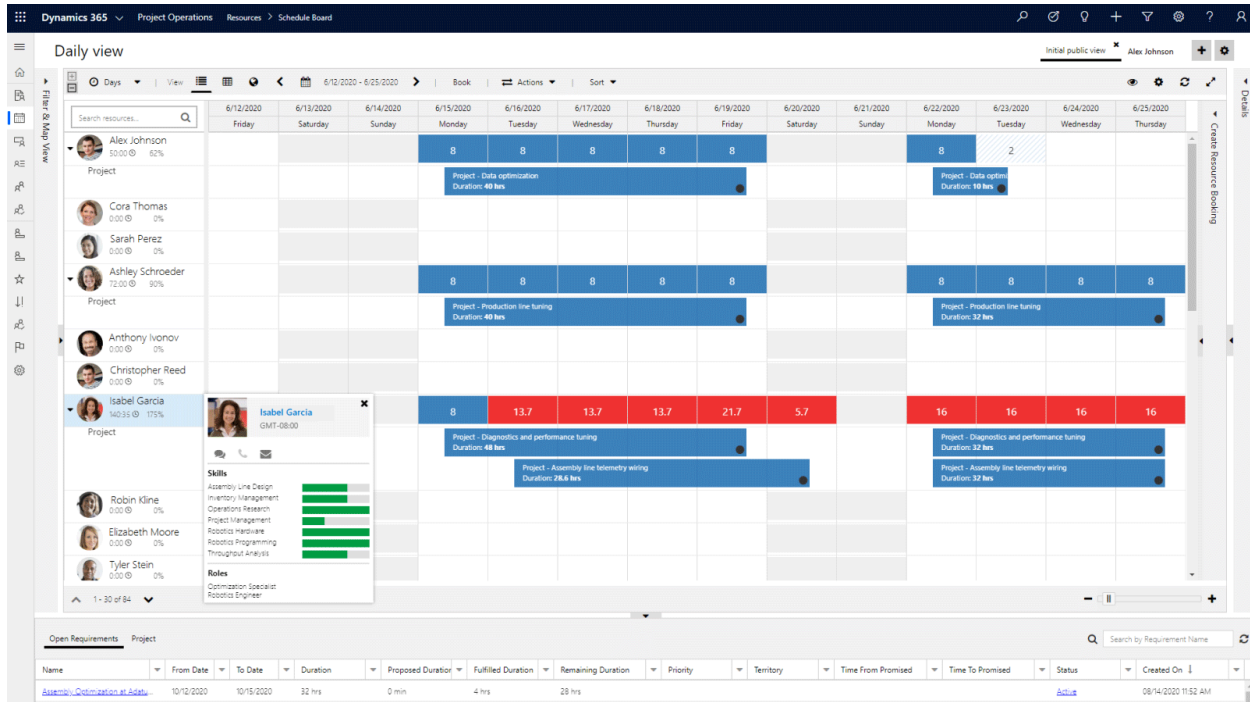 Dynamics 365 Project Operations Resources > Schedule Board
Daily view
Initial public view Alex Johnson
Days View 6/12/2020 - 6/25/2020 Book Actions Sort
Filter & Map View
Details
Create Resource Booking
Search resources...
6/12/2020 6/13/2020 6/14/2020 6/15/2020 6/16/2020 6/17/2020 6/18/2020 6/19/2020 6/20/2020 6/21/2020 6/22/2020 6/23/2020 6/24/2020 6/25/2020
Friday Saturday Sunday Monday Tuesday Wednesday Thursday Friday Saturday Sunday Monday Tuesday Wednesday Thursday
Alex Johnson
50:00 62%
8 8 8 8 8 8 2
Project
Project - Data optimization Project - Data optimi
Duration: 40 hrs Duration: 10 hrs
Cora Thomas
0:00 0%
Sarah Perez
0:00 0%
Ashley Schroeder
72:00 90%
8 8 8 8 8 8 8 8 8
Project
Project - Production line tuning Project - Production line tuning
Duration: 40 hrs Duration: 32 hrs
Anthony Ivonov
0:00 0%
Christopher Reed
0:00 0%
Isabel Garcia
140:35 175%
8 13.7 13.7 13.7 21.7 5.7 16 16 16 16
Project
Project - Diagnostics and performance tuning Project - Diagnostics and performance tuning
Duration: 48 hrs Duration: 32 hrs
Project - Assembly line telemetry wiring Project - Assembly line telemetry wiring
Duration: 28.6 hrs Duration: 32 hrs
Isabel Garcia
GMT-08:00
Skills
Assembly Line Design
Inventory Management
Operations Research
Project Management
Robotics Hardware
Robotics Programming
Throughput Analysis
Roles
Optimization Specialist
Robotics Engineer
Robin Kline
0:00 0%
Elizabeth Moore
0:00 0%
Tyler Stein
0:00 0%
1 - 30 of 84
Open Requirements Project
Search by Requirement Name
Name From Date To Date Duration Proposed Duration Fulfilled Duration Remaining Duration Priority Territory Time From Promised Time To Promised Status Created On
Assembly Optimization at Adatu... 10/12/2020 10/15/2020 32 hrs 0 min 4 hrs 28 hrs Active 08/14/2020 11:52 AM